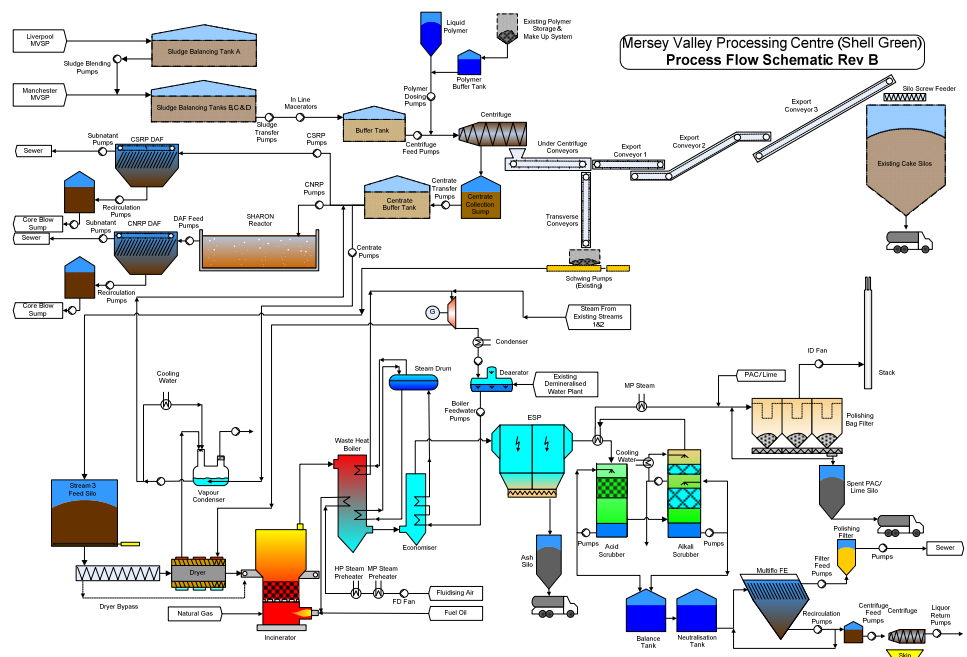 Liverpool
MVSP
Sludge Balancing Tank A
Sludge Blending
Pumps
Manchester
MVSP
Sludge Balancing Tanks B,C & D
In Line
Macerators
Sludge
Transfer
Pumps
Liquid
Polymer
Existing Polymer
Storage &
Make Up System
Polymer
Buffer Tank
Polymer
Dosing
Pumps
Mersey Valley Processing Centre (Shell Green)
Process Flow Schematic Rev B
Silo Screw Feeder
Export
Conveyor 3
Export
Conveyor 2
Export
Conveyor 1
Under Centrifuge
Conveyors
Existing Cake Silos
Centrifuge
Buffer Tank
Centrifuge
Feed Pumps
Subnatant
Pumps
CSRP DAF
CSRP
Pumps
Sewer
Recirculation
Pumps
Core Blow
Sump
Sewer
Subnatant
Pumps
CNRP DAF
DAF Feed
Pumps
SHARON
Reactor
CNRP
Pumps
Centrate
Buffer Tank
Centrate
Transfer
Pumps
Centrate
Collection
Sump
Transverse
Conveyors
Centrate
Pumps
Recirculation
Pumps
Core Blow
Sump
Schwing Pumps
(Existing)
Steam From
Existing Streams
1&2
G
Condenser
Cooling
Water
Steam Drum
Deaerator
Existing
Demineralised
Water Plant
Boiler
Feedwater
Pumps
ID Fan
Stack
PAC/Lime
MP Steam
Polishing
Bag Filter
ESP
Waste Heat
Boiler
Cooling
Water
Vapour
Condenser
Stream 3
Feed Silo
Economiser
Spent PAC/
Lime Silo
Pumps
Acid
Scrubber
Alkali
Scrubber
Pumps
Ash
Silo
Polishing
Filter
Filter
Feed
Pumps
Pumps
Sewer
Dryer
Dryer Bypass
HP Steam
Preheater
MP Steam
Preheater
FD Fan
Fluidising Air
Natural Gas
Fuel Oil
Incinerator
Balance
Tank
Neutralisation
Tank
Multiflo FE
Recirculation
Pumps
Centrifuge
Feed
Pumps
Centrifuge
Liquor
Return
Pumps
Skip